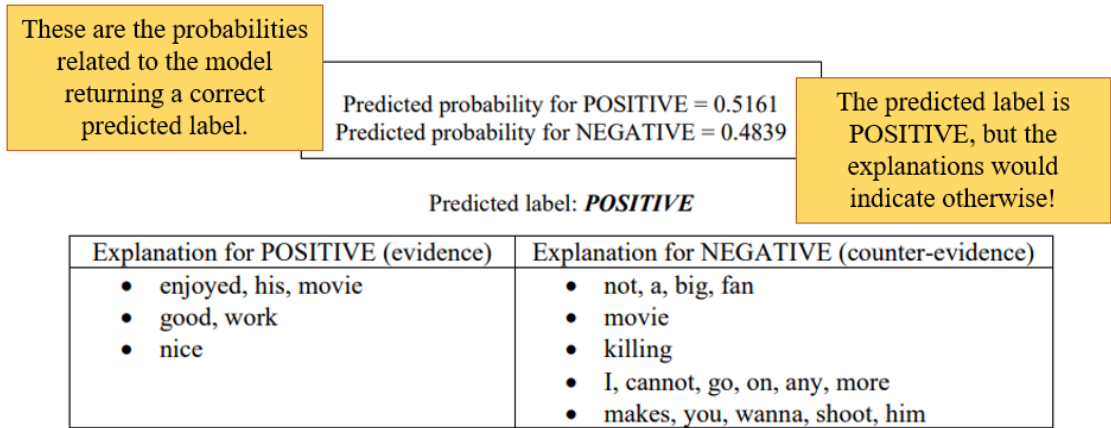 These are the probabilities
related to the model
returning a correct
predicted label.
Predicted probability for POSITIVE = 0.5161
Predicted probability for NEGATIVE = 0.4839
The predicted label is
POSITIVE, but the
explanations would
indicate otherwise!
Predicted label: POSITIVE
Explanation for POSITIVE (evidence)
• enjoyed, his, movie
• good, work
• nice
Explanation for NEGATIVE (counter-evidence)
• not, a, big, fan
• movie
• killing
• I, cannot, go, on, any, more
• makes, you, wanna, shoot, him